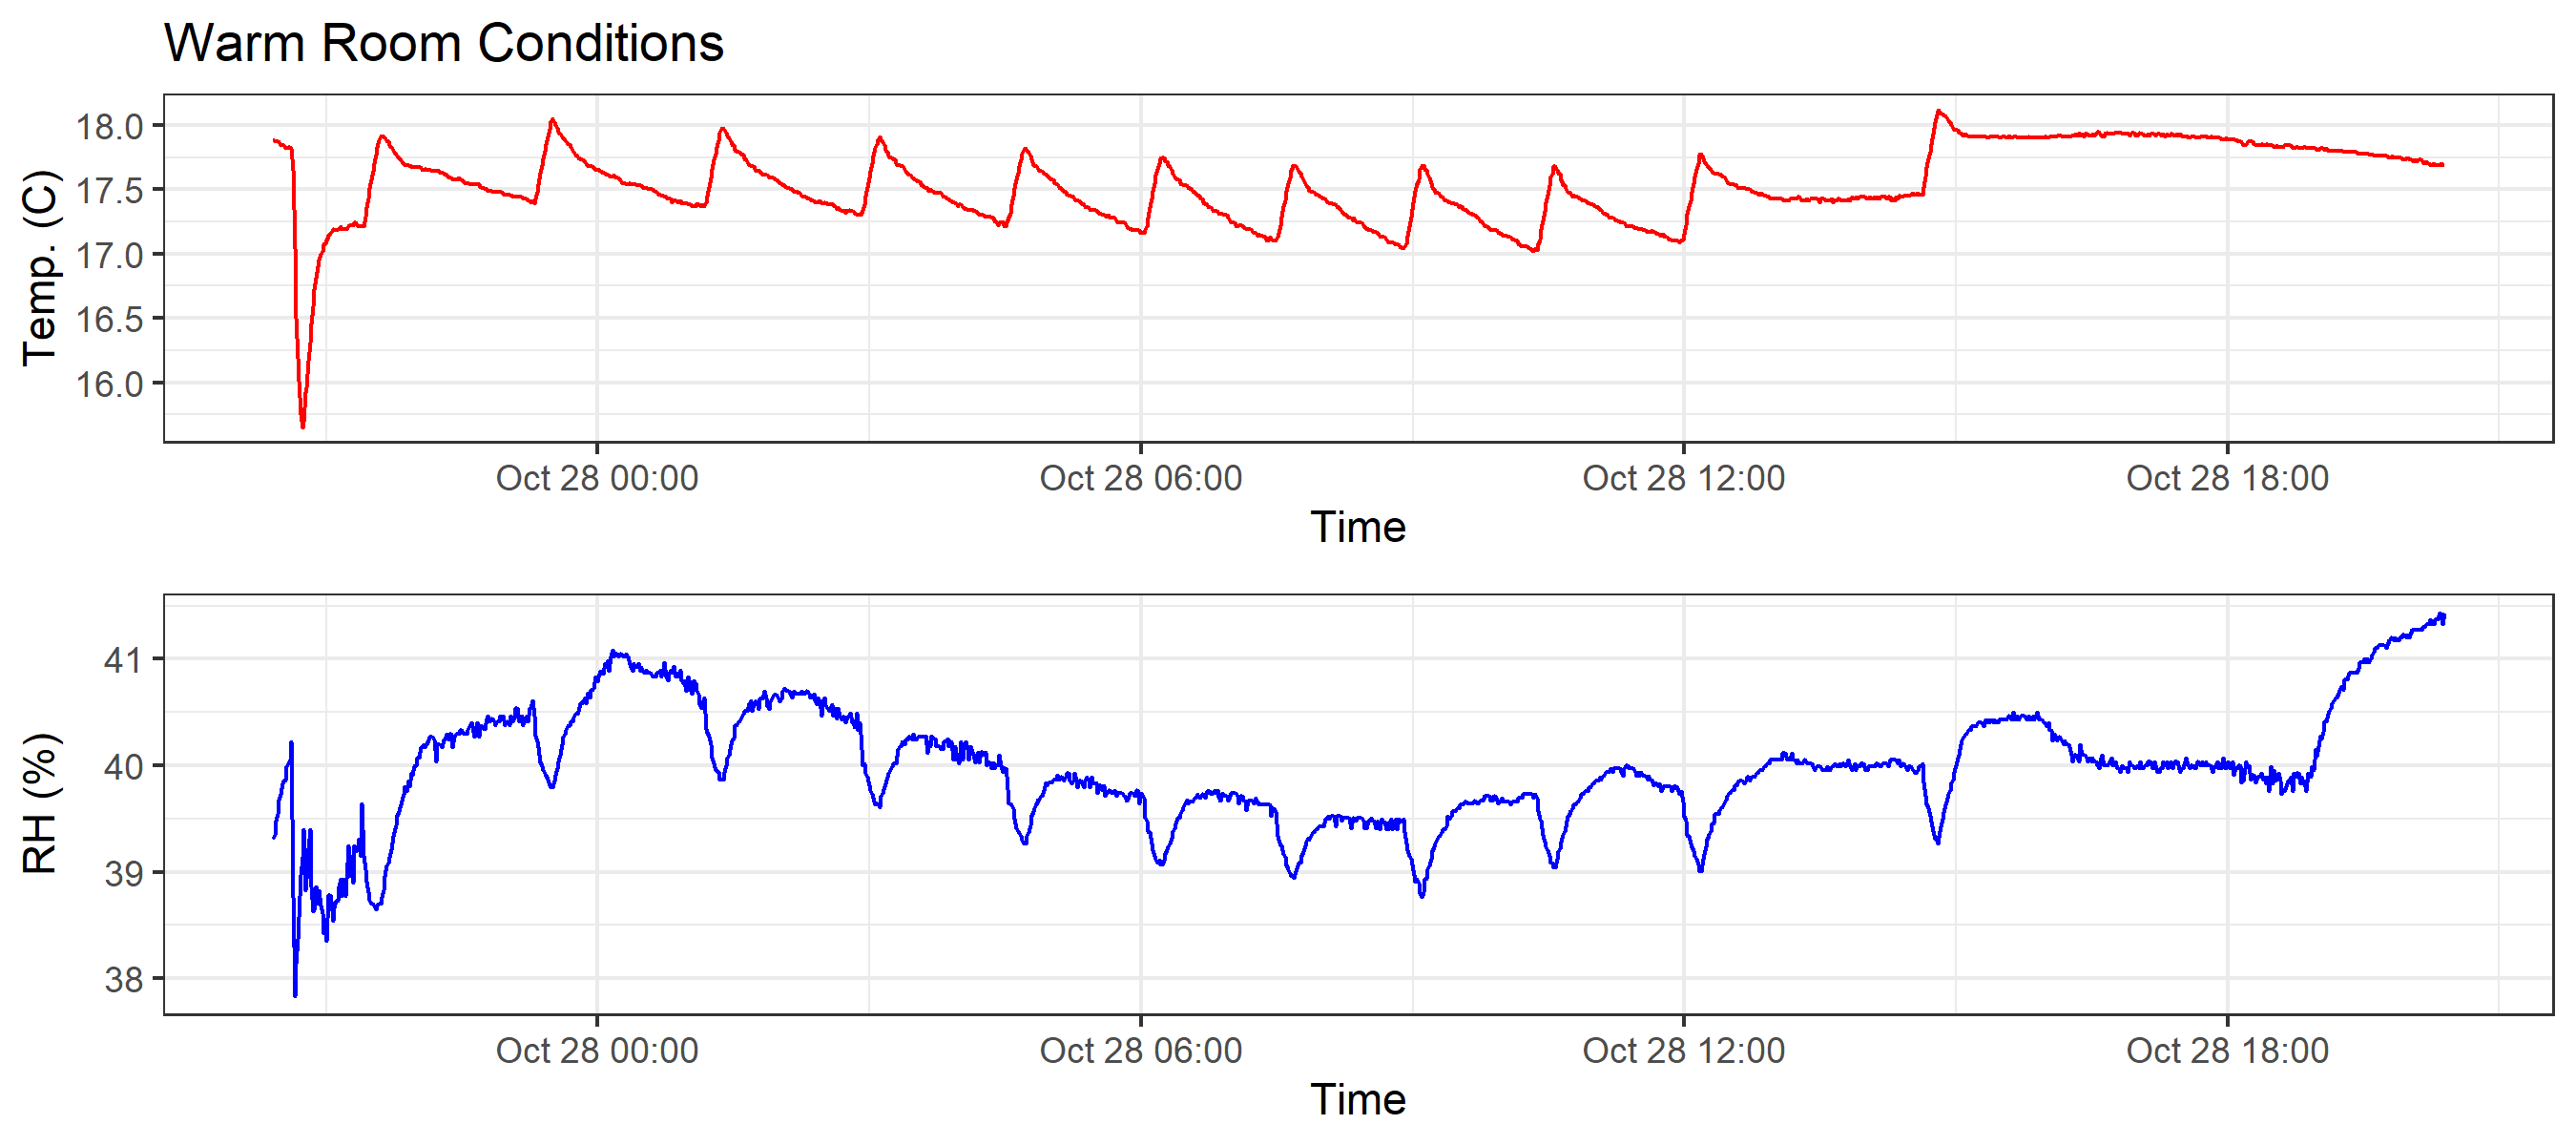 Warm Room Conditions
Temp. (C)
18.0
17.5
17.0
16.5
16.0
Oct 28 00:00 Oct 28 06:00 Oct 28 12:00 Oct 28 18:00
Time
RH (%)
41
40
39
38
Oct 28 00:00 Oct 28 06:00 Oct 28 12:00 Oct 28 18:00
Time